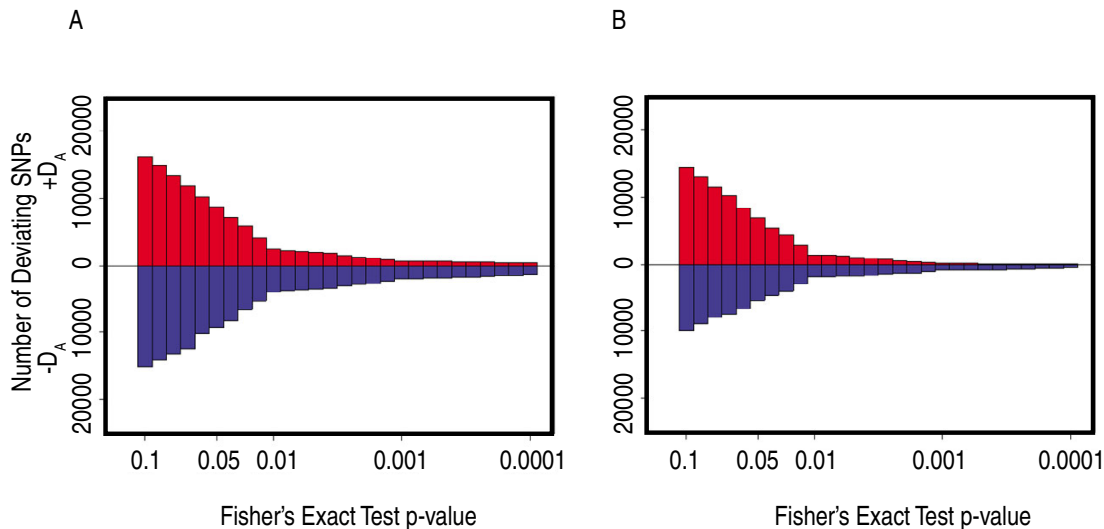 A
B
Number of Deviating SNPs
-D_A +D_A
20000 10000 0 10000 20000
20000 10000 0 10000 20000
0.1 0.05 0.01 0.001 0.0001
0.1 0.05 0.01 0.001 0.0001
Fisher's Exact Test p-value
Fisher's Exact Test p-value